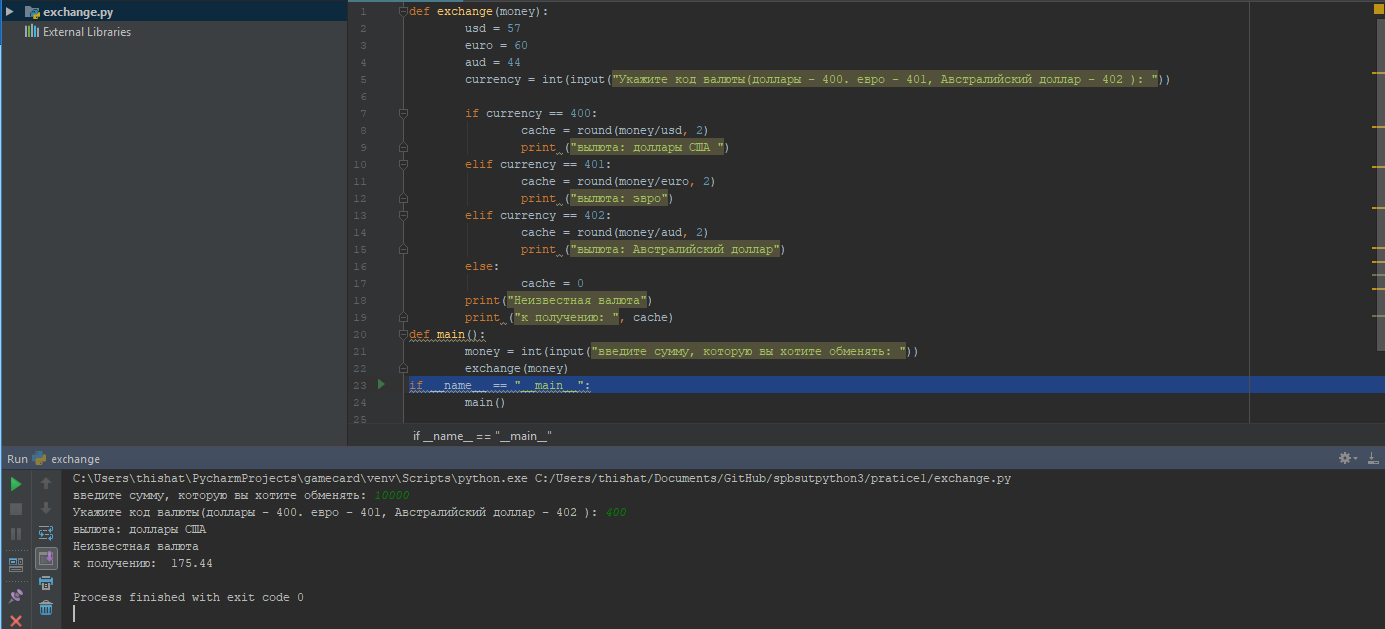 exchange.py
External Libraries
1 def exchange(money):
2 usd = 57
3 euro = 60
4 aud = 44
5 currency = int(input("Укажите код валюты(доллары - 400. евро - 401, Австралийский доллар - 402 ): "))
6
7 if currency == 400:
8 cache = round(money/usd, 2)
9 print ("вылюта: доллары США ")
10 elif currency == 401:
11 cache = round(money/euro, 2)
12 print ("вылюта: эвро")
13 elif currency == 402:
14 cache = round(money/aud, 2)
15 print ("вылюта: Австралийский доллар")
16 else:
17 cache = 0
18 print("Неизвестная валюта")
19 print ("к получению: ", cache)
20 def main():
21 money = int(input("введите сумму, которую вы хотите обменять: "))
22 exchange(money)
23 if __name__ == "__main__":
24 main()
25
if __name__ == "__main__"
Run exchange
C:\Users\thishat\PycharmProjects\gamecard\venv\Scripts\python.exe C:/Users/thishat/Documents/GitHub/spbsutpython3/praticel/exchange.py
введите сумму, которую вы хотите обменять: 10000
Укажите код валюты(доллары - 400. евро - 401, Австралийский доллар - 402 ): 400
вылюта: доллары США
Неизвестная валюта
к получению:  175.44
Process finished with exit code 0